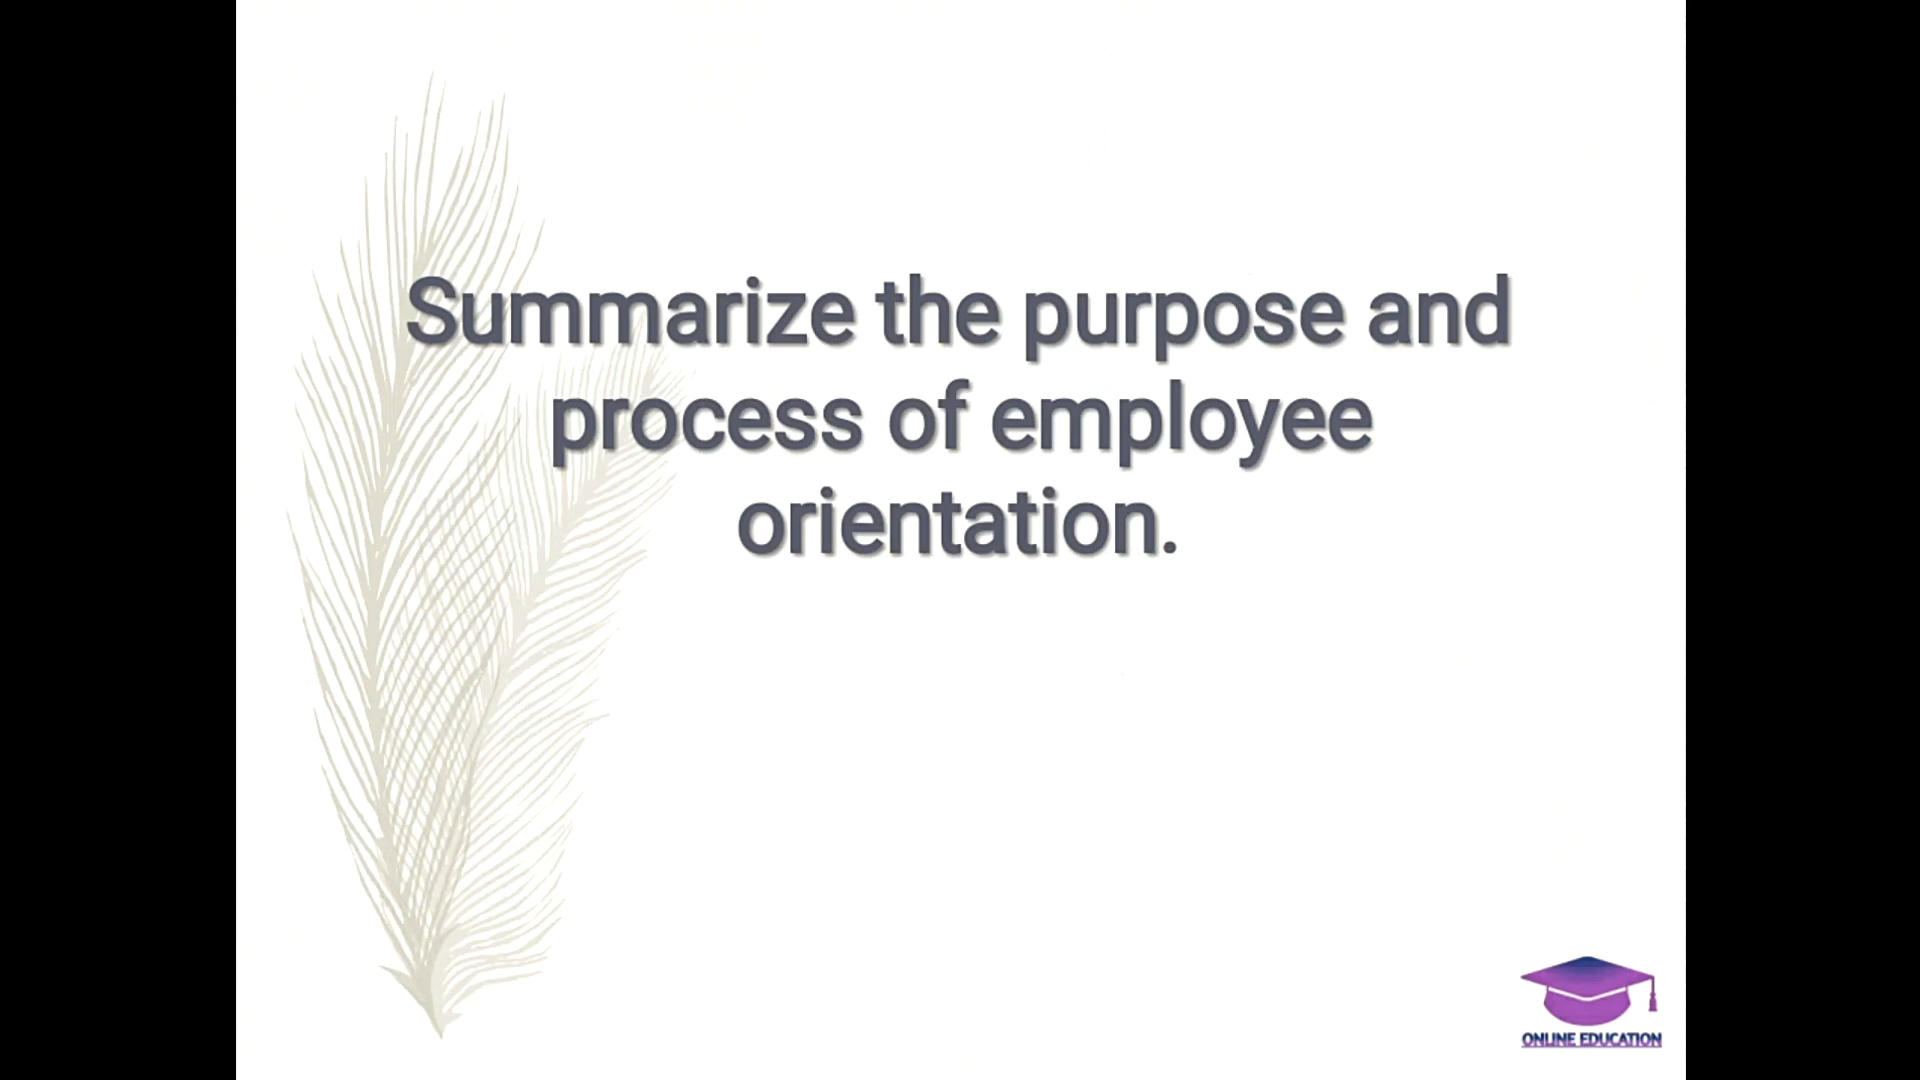 Summarize the purpose and
process of employee
orientation.
ONLINE EDUCATION